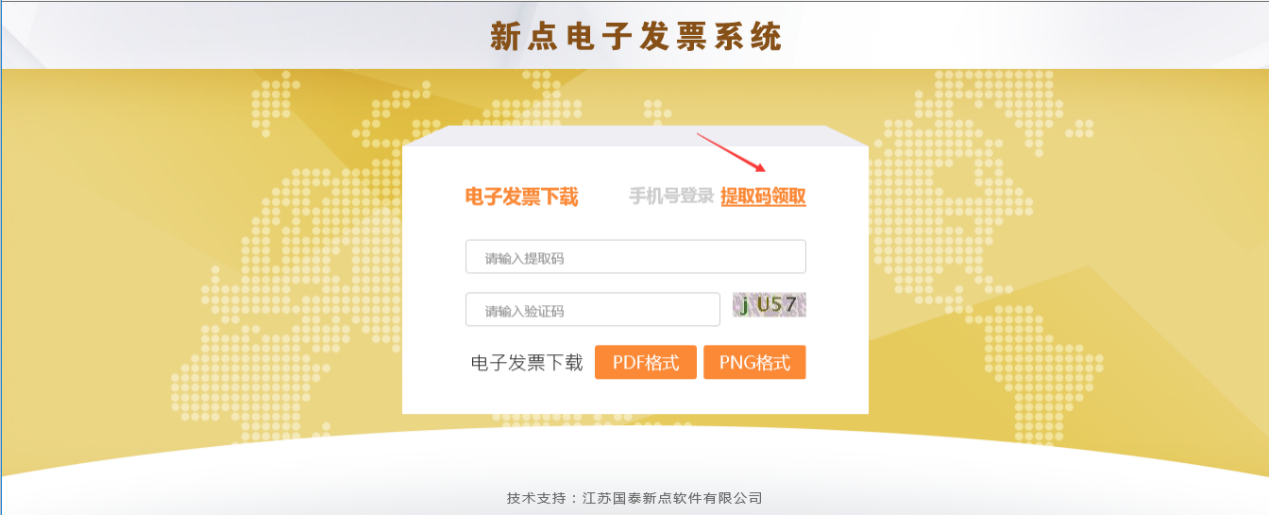 新点电子发票系统
电子发票下载 手机号登录 提取码领取
请输入提取码
请输入验证码 jU57
电子发票下载 PDF格式 PNG格式
技术支持：江苏国泰新点软件有限公司